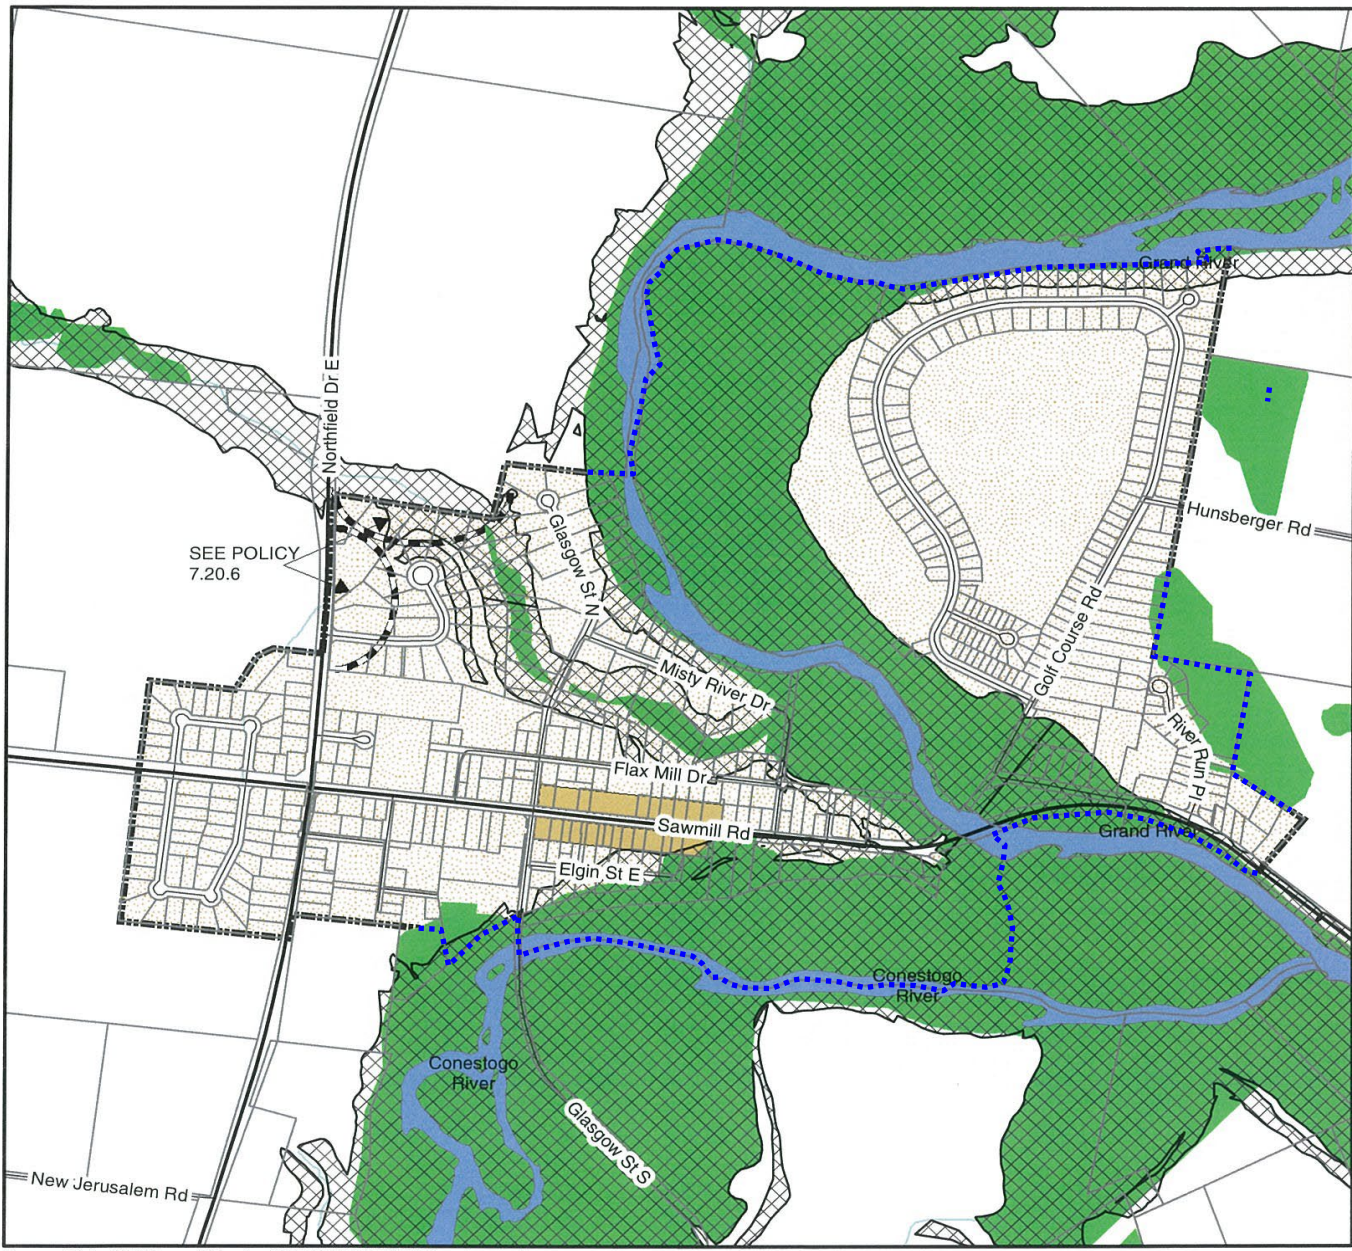 Grand River
Northfield Dr E
Hunsberger Rd
Glasgow St N
SEE POLICY
7.20.6
Golf Course Rd
Misty River Dr
River Run Pl
Flax Mill Dr
Sawmill Rd
Grand River
Elgin St E
Conestogo
River
Conestogo
River
Glasgow St S
New Jerusalem Rd